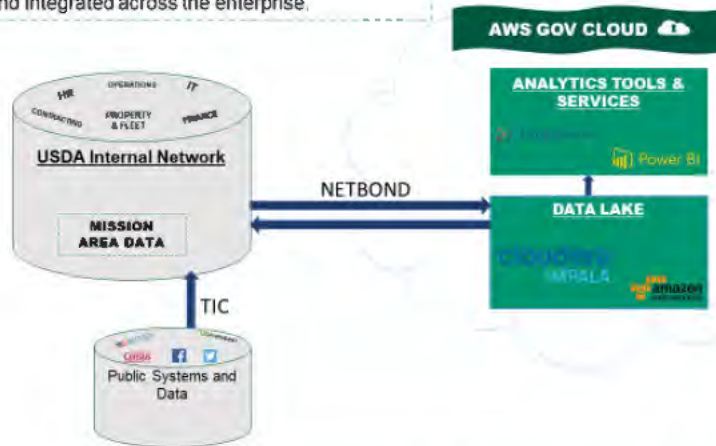 nd integrated across the enterprise.
AWS GOV CLOUD
HR
OPERATIONS
IT
CONTRACTING
PROPERTY
& FLEET
FINANCE
USDA Internal Network
MISSION
AREA DATA
NETBOND
ANALYTICS TOOLS &
SERVICES
Power BI
DATA LAKE
cloudera
IMPALA
amazon
TIC
Census
Public Systems and
Data